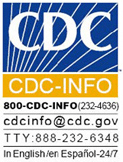 CDC
CDC-INFO
800-CDC-INFO(232-4636)
cdcinfo@cdc.gov
TTY:888-232-6348
In English/en Español-24/7